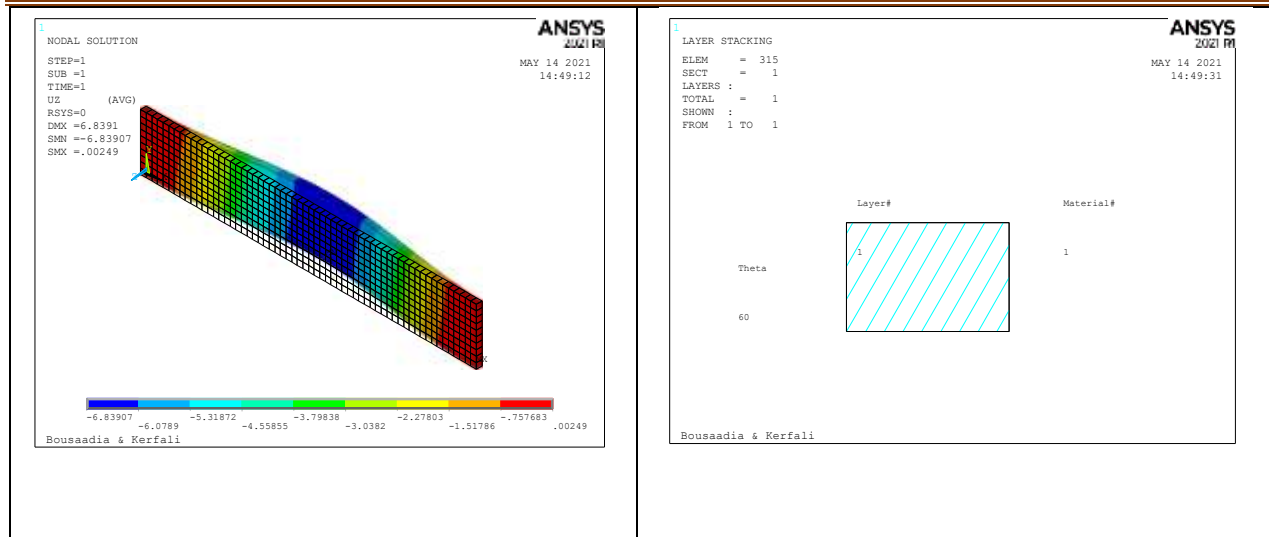 1
ANSYS
2021 R1
NODAL SOLUTION
STEP=1
SUB =1
TIME=1
UZ (AVG)
RSYS=0
DMX =6.8391
SMN =-6.83907
SMX =.00249
MAY 14 2021
14:49:12
X
-6.83907 -5.31872 -3.79838 -2.27803 -.757683
-6.0789 -4.55855 -3.0382 -1.51786 .00249
Bousaadia & Kerfali
1
ANSYS
2021 R1
LAYER STACKING
ELEM = 315
SECT = 1
LAYERS :
TOTAL = 1
SHOWN :
FROM 1 TO 1
MAY 14 2021
14:49:31
Layer# Material#
1 1
Theta
60
Bousaadia & Kerfali